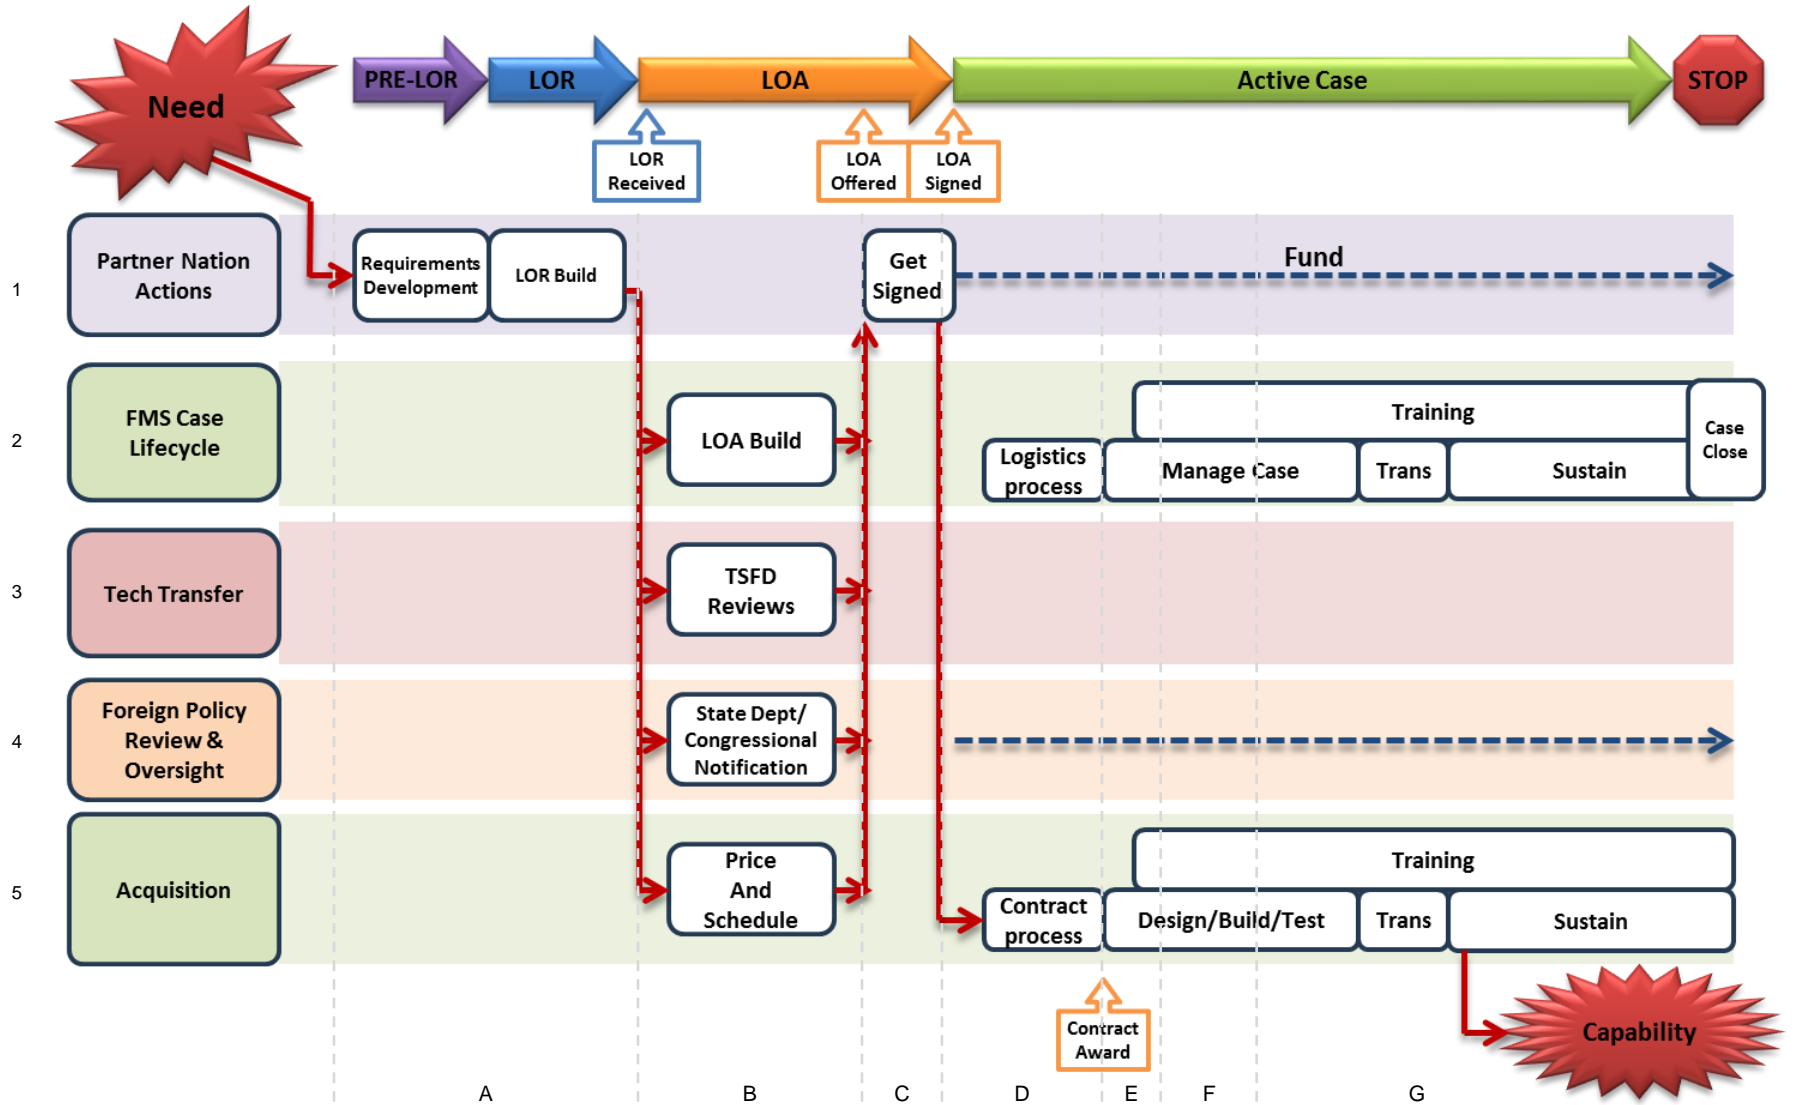 Need
PRE-LOR
LOR
LOA
Active Case
STOP
LOR
Received
LOA
Offered
LOA
Signed
1
Partner Nation
Actions
Requirements
Development
LOR Build
Get
Signed
Fund
2
FMS Case
Lifecycle
LOA Build
Logistics
process
Training
Manage Case
Trans
Sustain
Case
Close
3
Tech Transfer
TSFD
Reviews
4
Foreign Policy
Review &
Oversight
State Dept/
Congressional
Notification
5
Acquisition
Price
And
Schedule
Contract
process
Training
Design/Build/Test
Trans
Sustain
Contract
Award
Capability
A
B
C
D
E
F
G